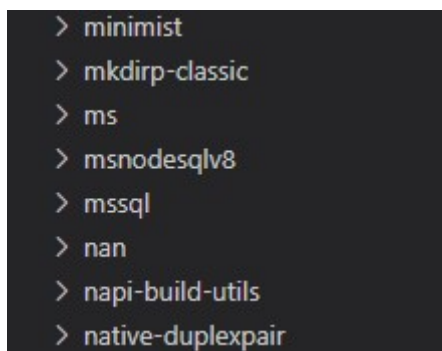 minimist
mkdirp-classic
ms
msnodesqlv8
mssql
nan
napi-build-utils
native-duplexpair